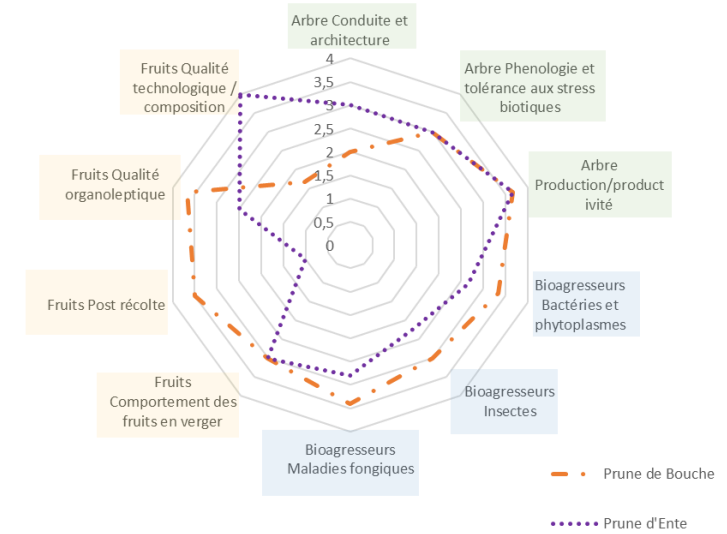 Arbre Conduite et
architecture
Fruits Qualité
technologique /
composition
Arbre Phenologie et
tolérance aux stress
biotiques
4
3,5
3
2,5
2
1,5
1
0,5
0
Fruits Qualité
organoleptique
Arbre
Production/product
ivité
Fruits Post récolte
Bioagresseurs
Bactéries et
phytoplasmes
Fruits
Comportement des
fruits en verger
Bioagresseurs
Insectes
Bioagresseurs
Maladies fongiques
Prune de Bouche
Prune d'Ente